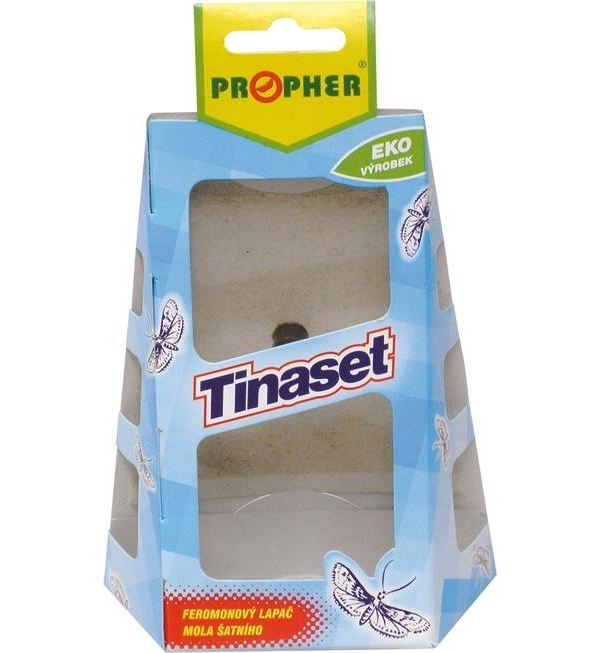 PROPHER®
EKO
VÝROBEK
Tinaset
FEROMONOVÝ LAPAČ
MOLA ŠATNÍHO